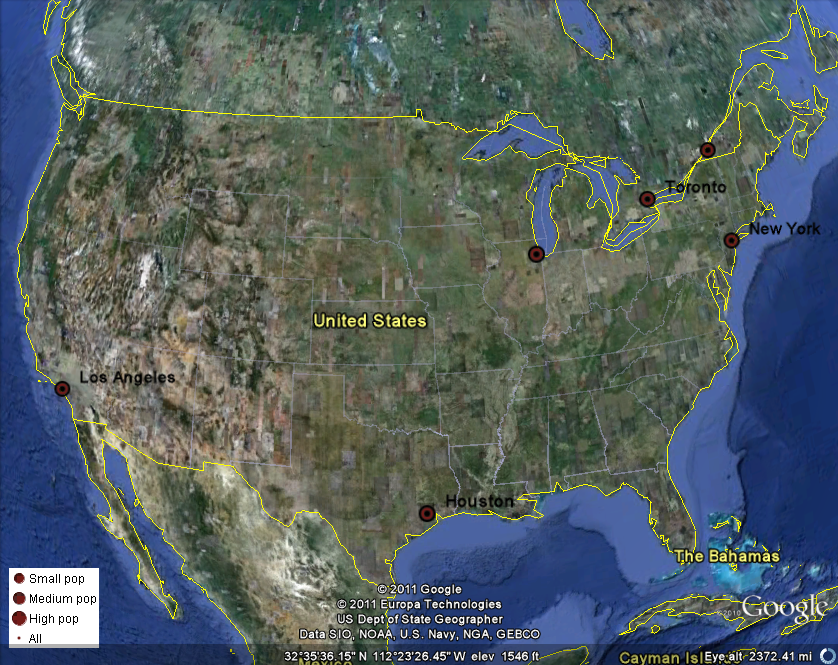 Toronto
New York
United States
Los Angeles
Houston
The Bahamas
Small pop
Medium pop
High pop
All
© 2011 Google
© 2011 Europa Technologies
US Dept of State Geographer
Data SIO, NOAA, U.S. Navy, NGA, GEBCO
©2010 Google
32°35'36.15" N 112°23'26.45" W elev 1546 ft
Mexico
Cayman Isl
Eye alt 2372.41 mi